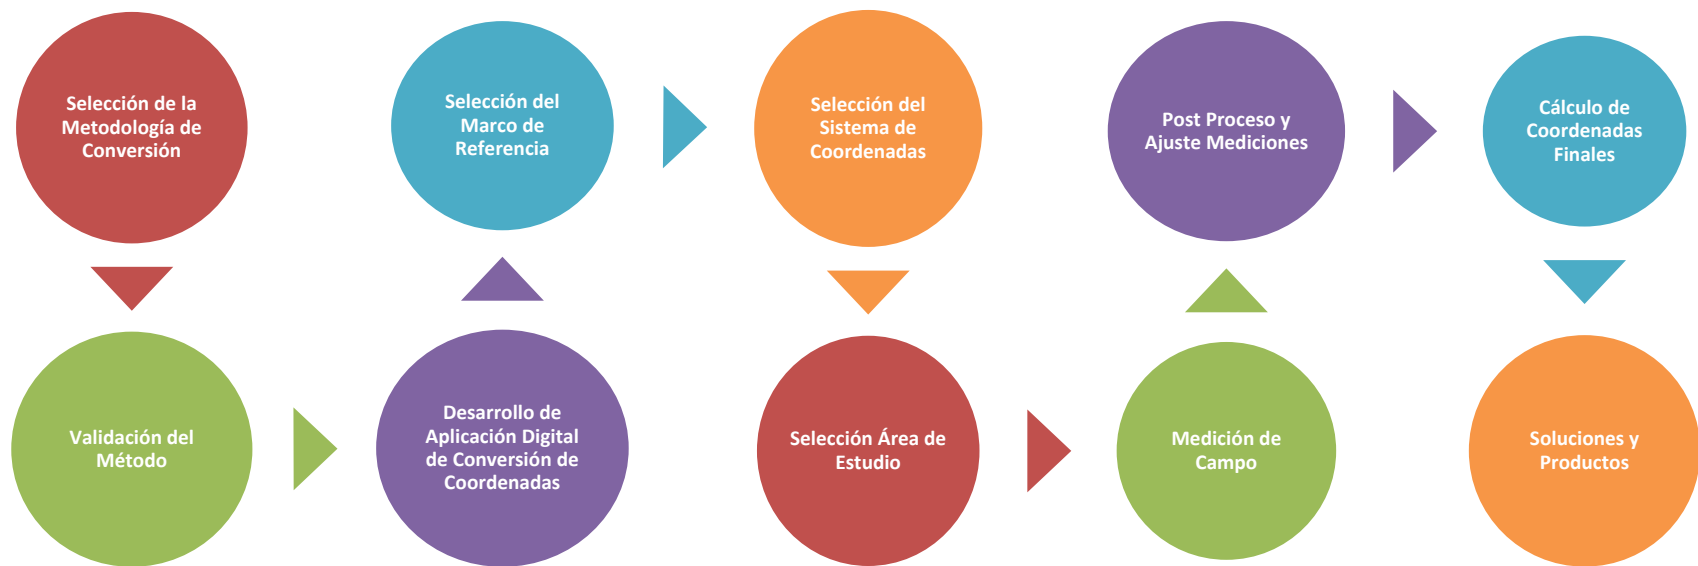 Selección de la
Metodología de
Conversión
Validación del
Método
Desarrollo de
Aplicación Digital
de Conversión de
Coordenadas
Selección del
Marco de
Referencia
Selección del
Sistema de
Coordenadas
Selección Área de
Estudio
Medición de
Campo
Post Proceso y
Ajuste Mediciones
Cálculo de
Coordenadas
Finales
Soluciones y
Productos